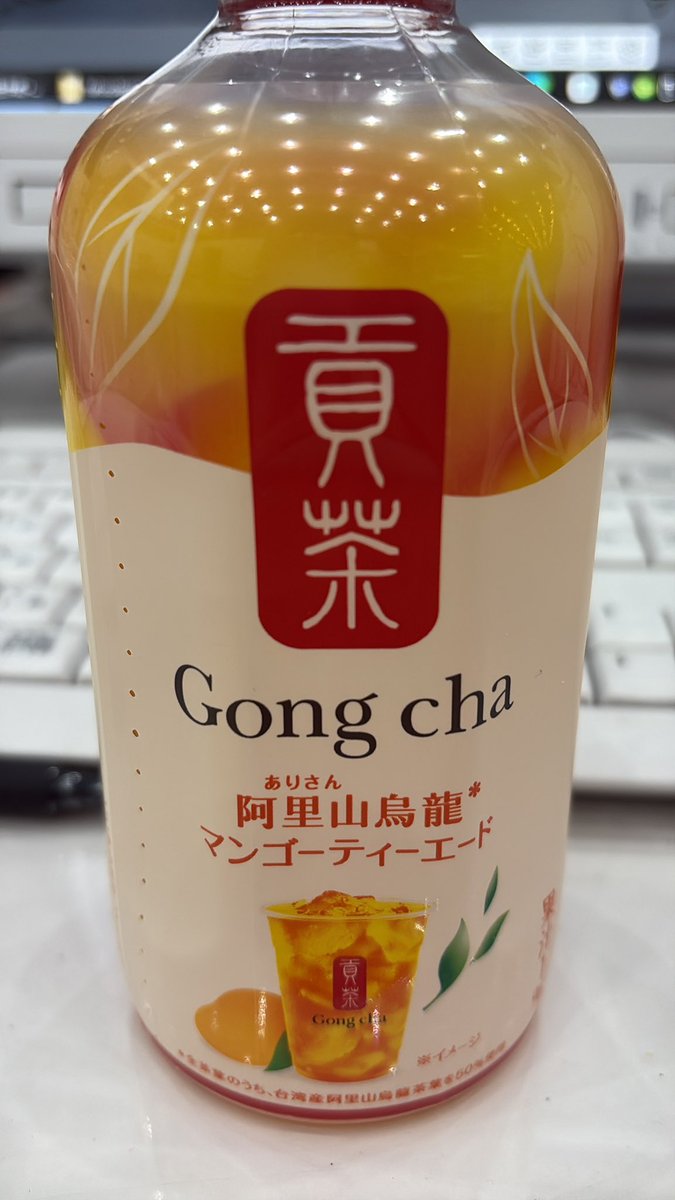 貢茶
Gong cha
ありさん
阿里山烏龍*
マンゴーティーエード
貢茶
Gong cha
※イメージ
*全茶葉のうち、台湾産阿里山烏龍茶葉を50%使用